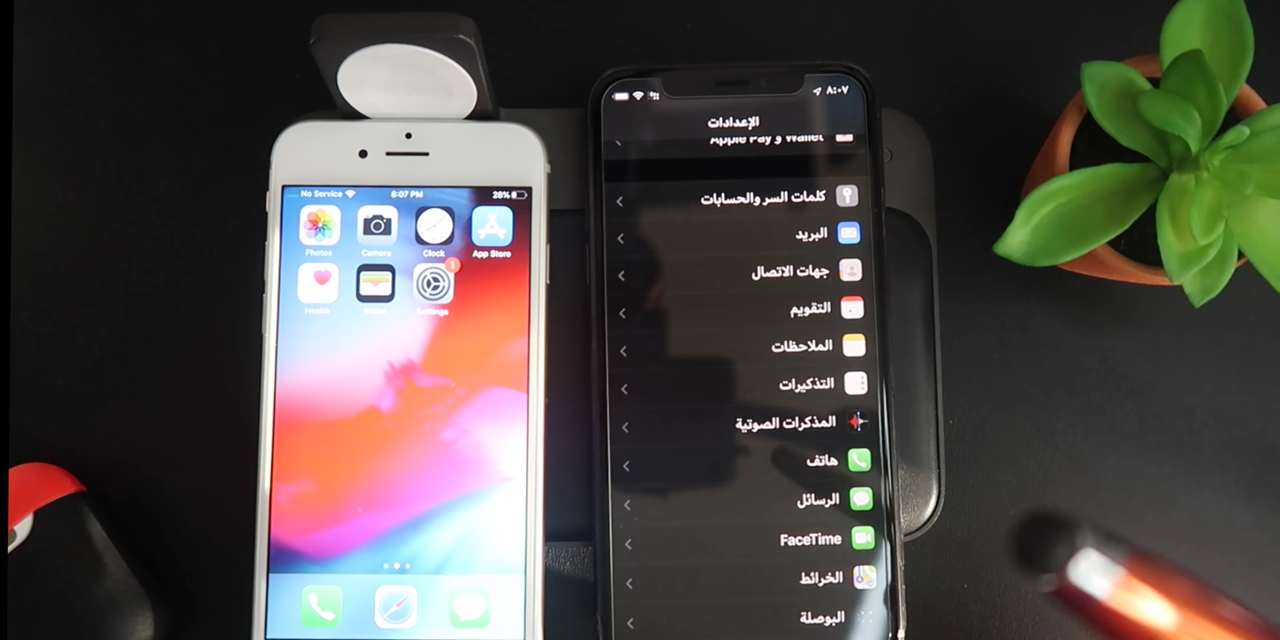 No Service 8:07 PM 28%
Photos Camera Clock App Store
Health Settings
1
٨:٠٧
الإعدادات
Apple Pay و Wallet
كلمات السر والحسابات
البريد
جهات الاتصال
التقويم
الملاحظات
التذكيرات
المذكرات الصوتية
هاتف
الرسائل
FaceTime
الخرائط
البوصلة